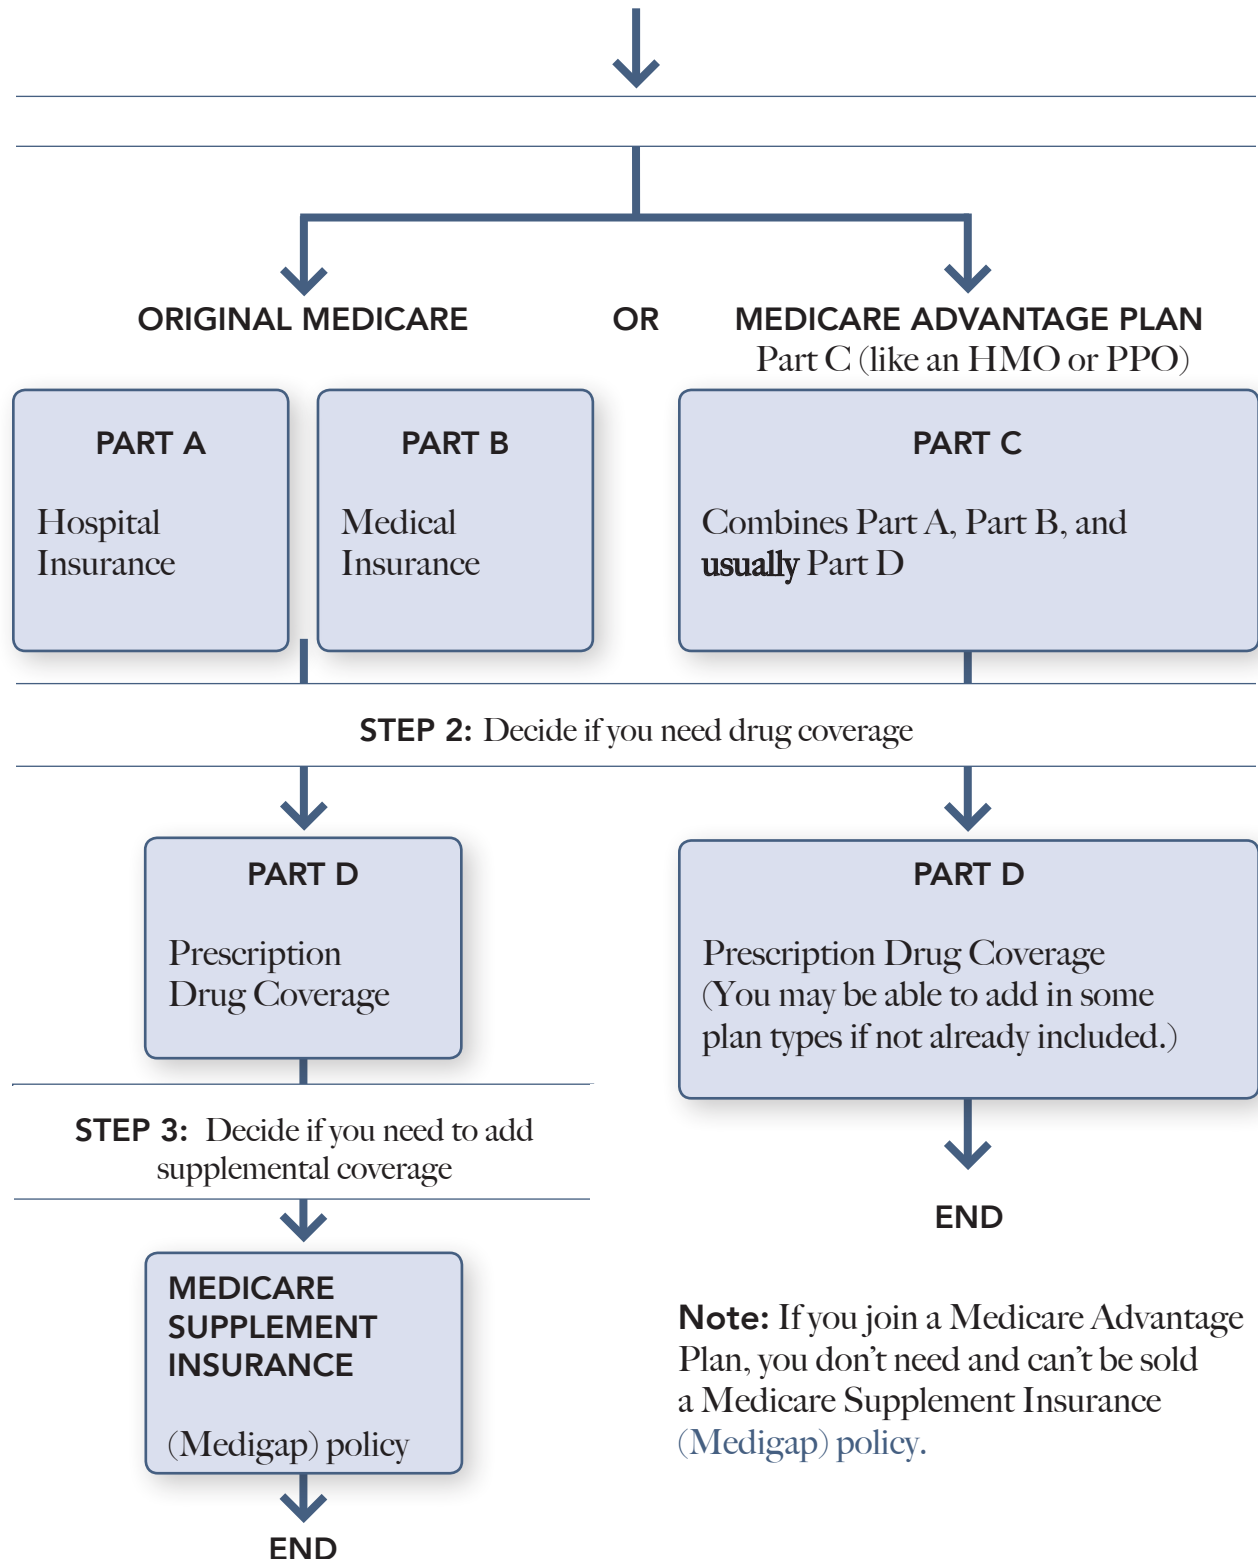 ORIGINAL MEDICARE
OR
MEDICARE ADVANTAGE PLAN
Part C (like an HMO or PPO)
PART A
Hospital
Insurance
PART B
Medical
Insurance
PART C
Combines Part A, Part B, and
usually Part D
STEP 2: Decide if you need drug coverage
PART D
Prescription
Drug Coverage
PART D
Prescription Drug Coverage
(You may be able to add in some
plan types if not already included.)
STEP 3: Decide if you need to add
supplemental coverage
MEDICARE
SUPPLEMENT
INSURANCE
(Medigap) policy
END
END
Note: If you join a Medicare Advantage
Plan, you don't need and can't be sold
a Medicare Supplement Insurance
(Medigap) policy.